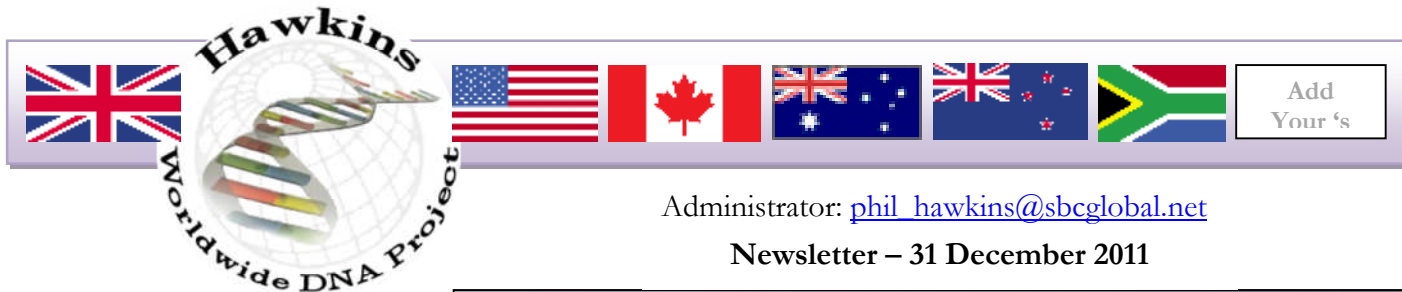 Hawkins
Worldwide DNA Project
Add
Your ‘s
Administrator: phil_hawkins@sbcglobal.net
Newsletter – 31 December 2011